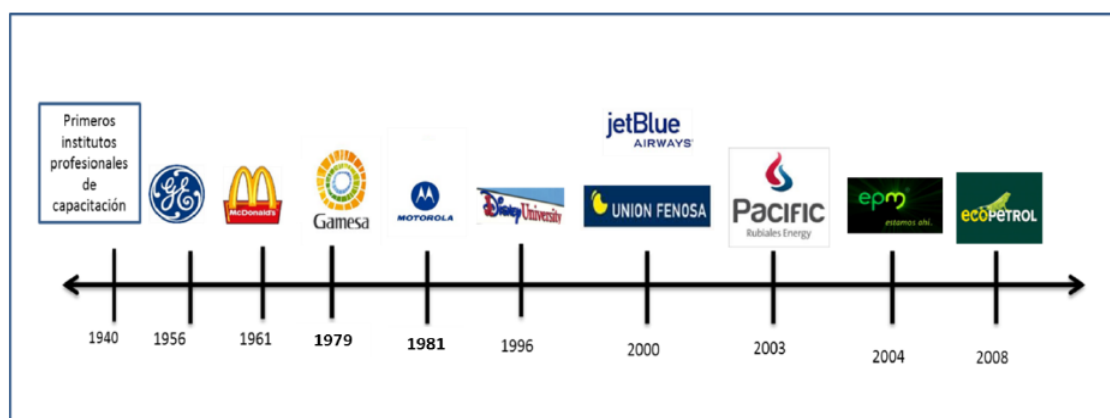 Primeros
institutos
profesionales
de
capacitación
GE
McDonald's
Gamesa
MOTOROLA
Disney University
jetBlue
AIRWAYS
UNION FENOSA
PACIFIC
Rubiales Energy
epm
estamos ahí.
ecopetrol
1940
1956
1961
1979
1981
1996
2000
2003
2004
2008